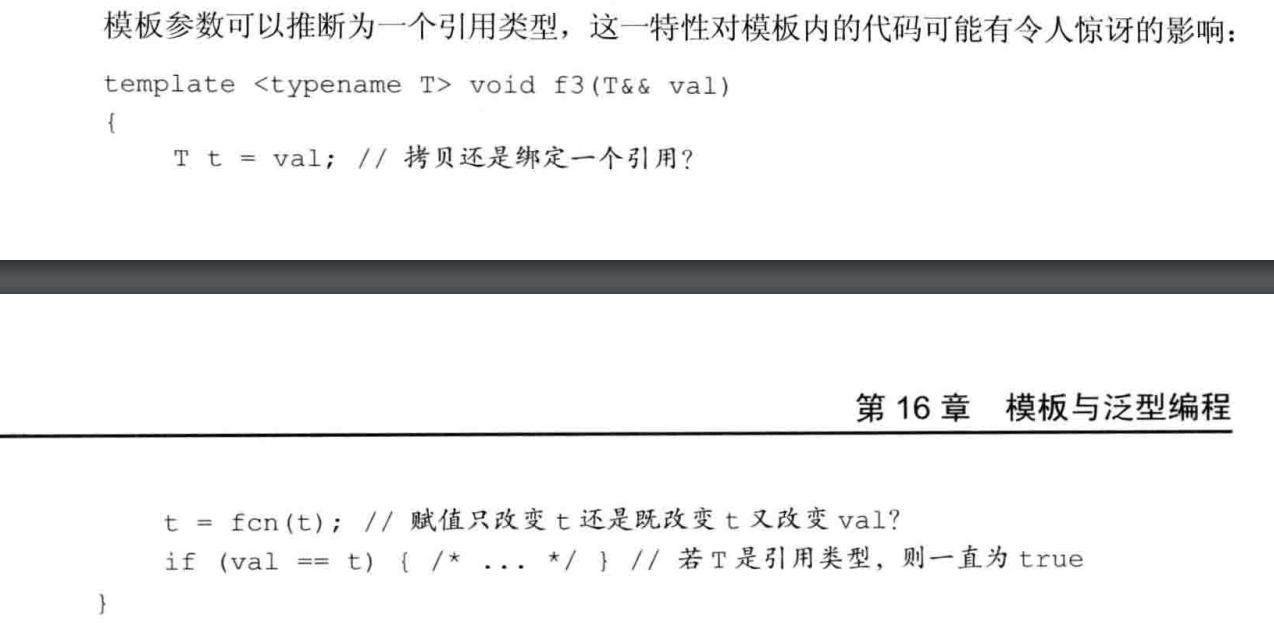 模板参数可以推断为一个引用类型，这一特性对模板内的代码可能有令人惊讶的影响：
template <typename T> void f3(T&& val)
{
    T t = val; // 拷贝还是绑定一个引用？
第 16 章　模板与泛型编程
    t = fcn(t); // 赋值只改变 t 还是既改变 t 又改变 val？
    if (val == t) { /* ... */ } // 若 T 是引用类型，则一直为 true
}